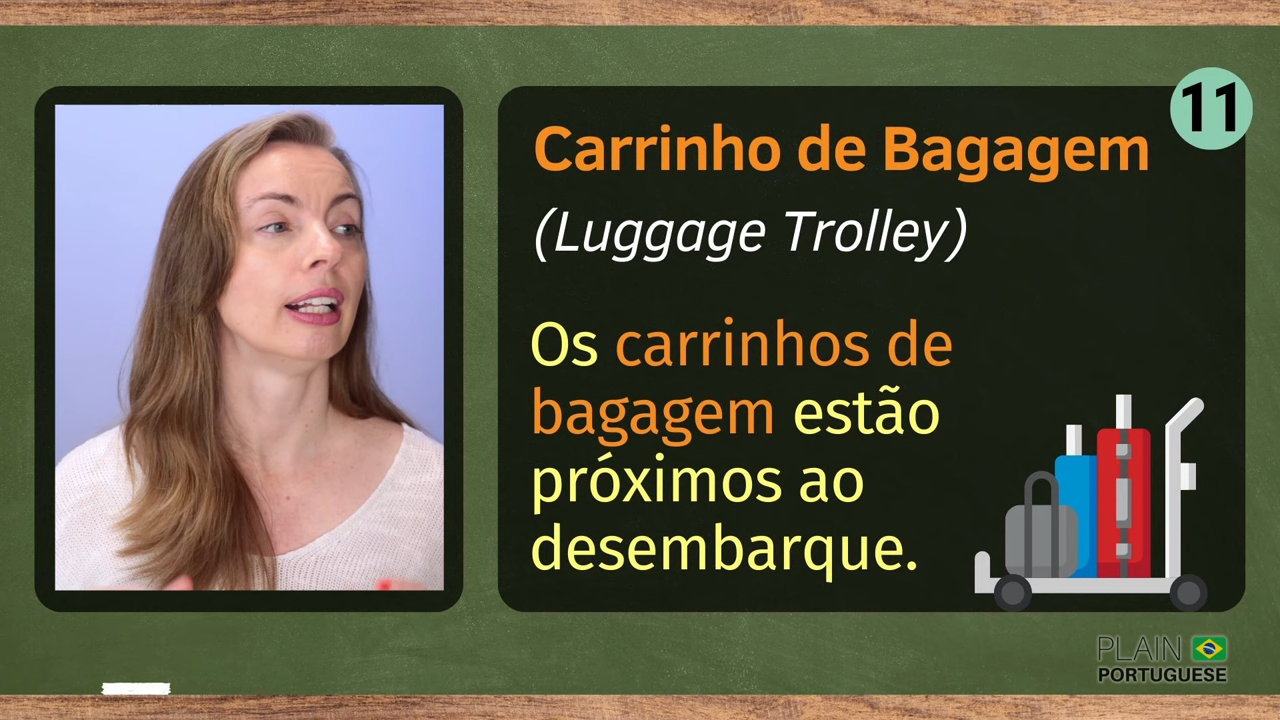 11
Carrinho de Bagagem
(Luggage Trolley)
Os carrinhos de
bagagem estão
próximos ao
desembarque.
PLAIN
PORTUGUESE